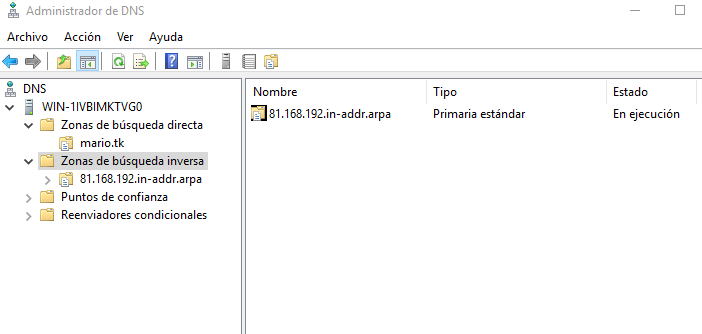 Administrador de DNS
Archivo Acción Ver Ayuda
DNS
WIN-1IVBIMKTVG0
Zonas de búsqueda directa
mario.tk
Zonas de búsqueda inversa
81.168.192.in-addr.arpa
Puntos de confianza
Reenviadores condicionales
Nombre Tipo Estado
81.168.192.in-addr.arpa Primaria estándar En ejecución